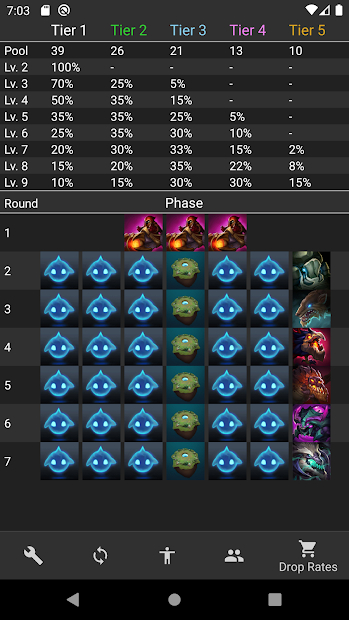 7:03
Tier 1 Tier 2 Tier 3 Tier 4 Tier 5
Pool 39 26 21 13 10
Lv. 2 100% - - - -
Lv. 3 70% 25% 5% - -
Lv. 4 50% 35% 15% - -
Lv. 5 35% 35% 25% 5% -
Lv. 6 25% 35% 30% 10% -
Lv. 7 20% 30% 33% 15% 2%
Lv. 8 15% 20% 35% 22% 8%
Lv. 9 10% 15% 30% 30% 15%
Round Phase
1
2
3
4
5
6
7
Drop Rates